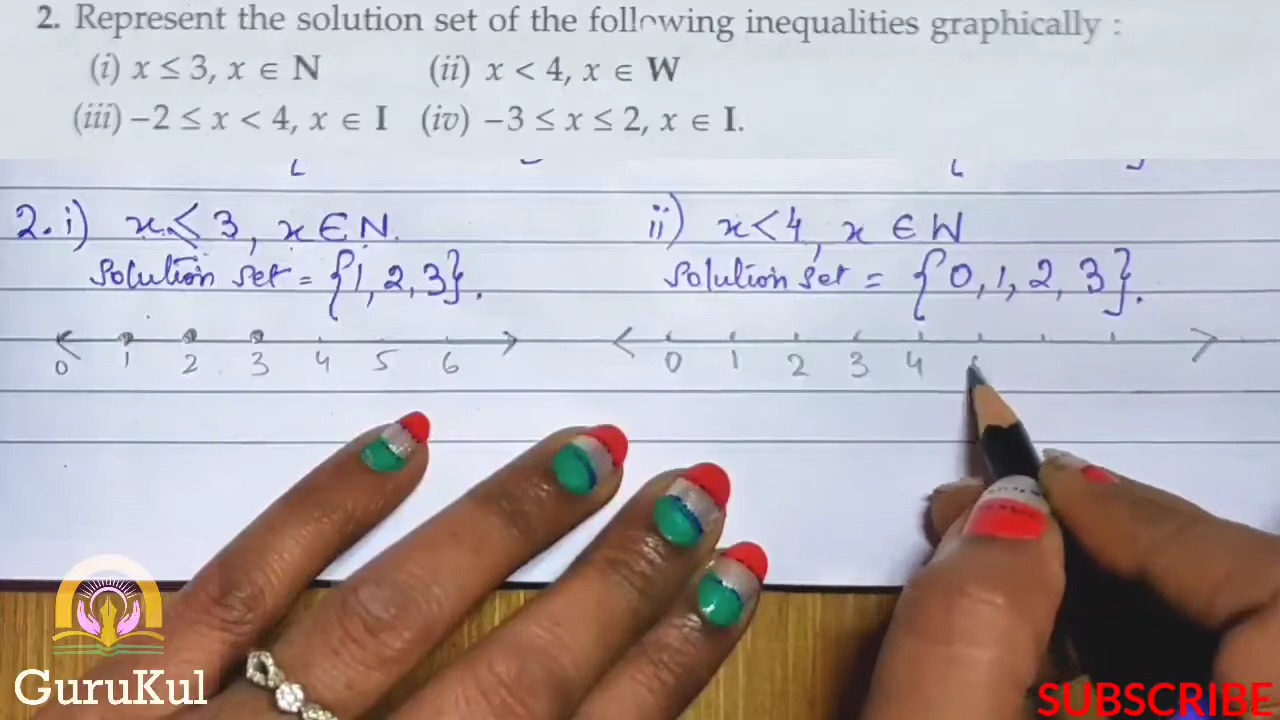 2. Represent the solution set of the following inequalities graphically :
(i) x ≤ 3, x ∈ N (ii) x < 4, x ∈ W
(iii) −2 ≤ x < 4, x ∈ I (iv) −3 ≤ x ≤ 2, x ∈ I.
2. i) x ≤ 3, x ∈ N.
Solution set = {1, 2, 3}.
0 1 2 3 4 5 6
ii) x < 4, x ∈ W
Solution set = {0, 1, 2, 3}.
0 1 2 3 4
GuruKul
SUBSCRIBE